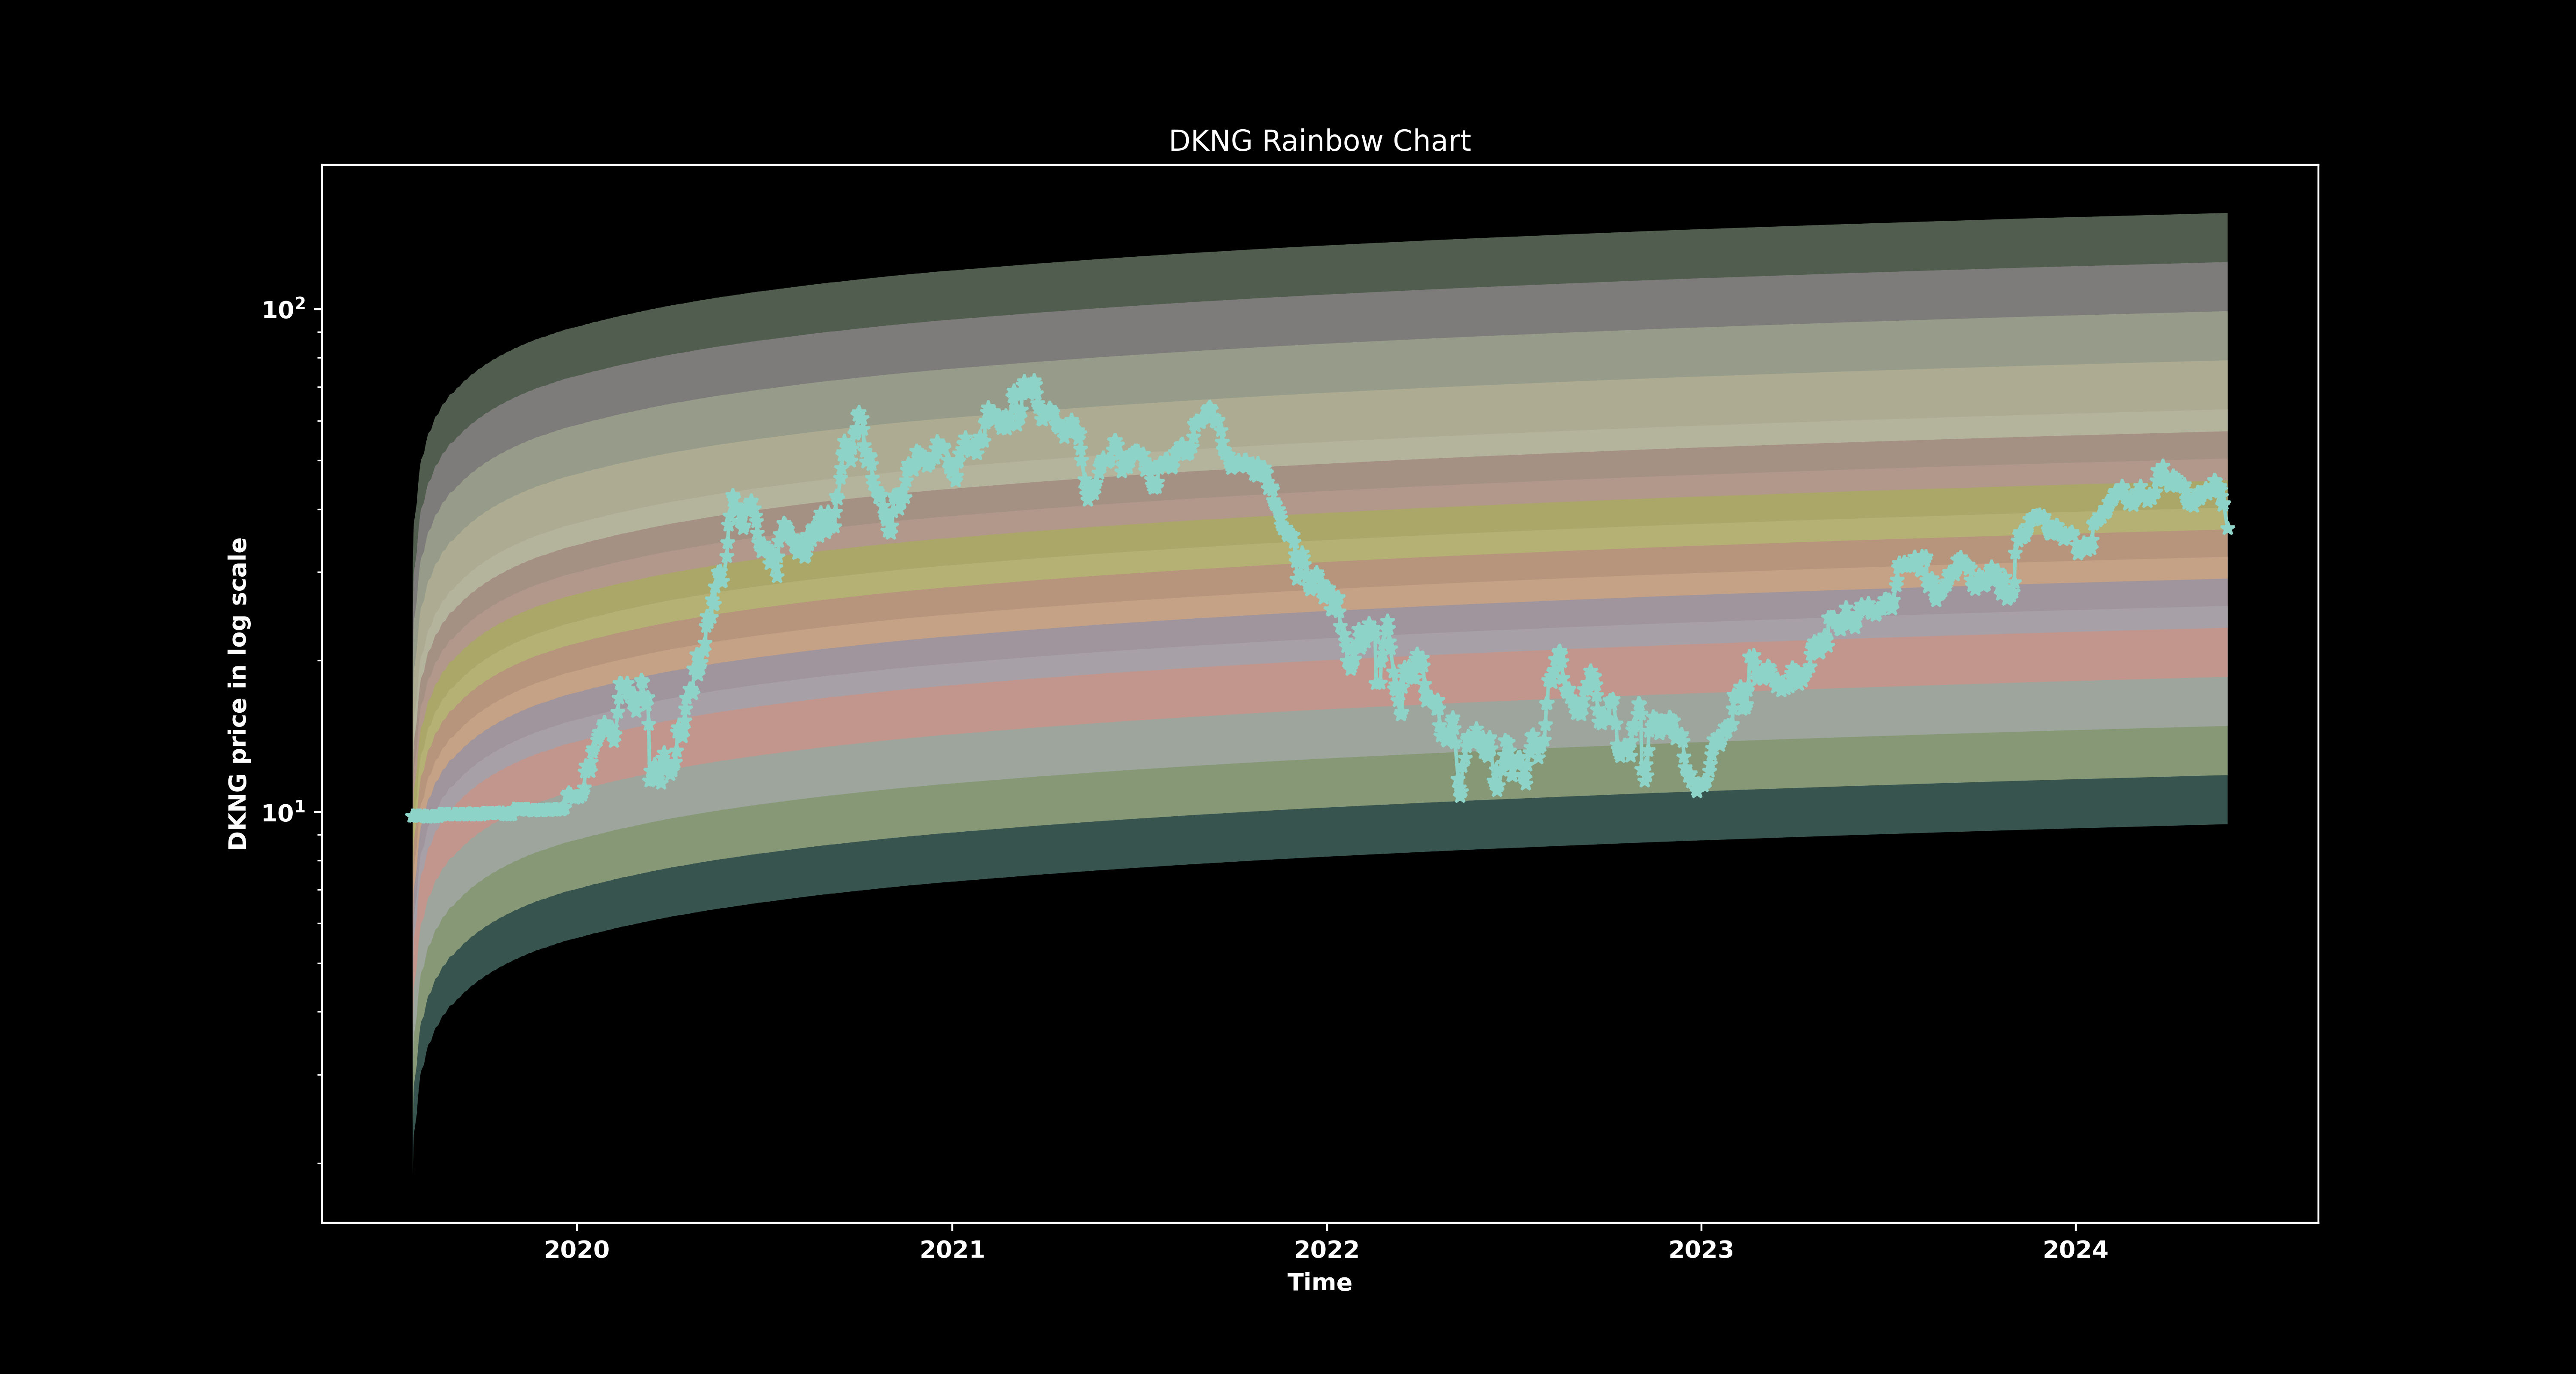 DKNG Rainbow Chart
10²
10¹
DKNG price in log scale
2020 2021 2022 2023 2024
Time